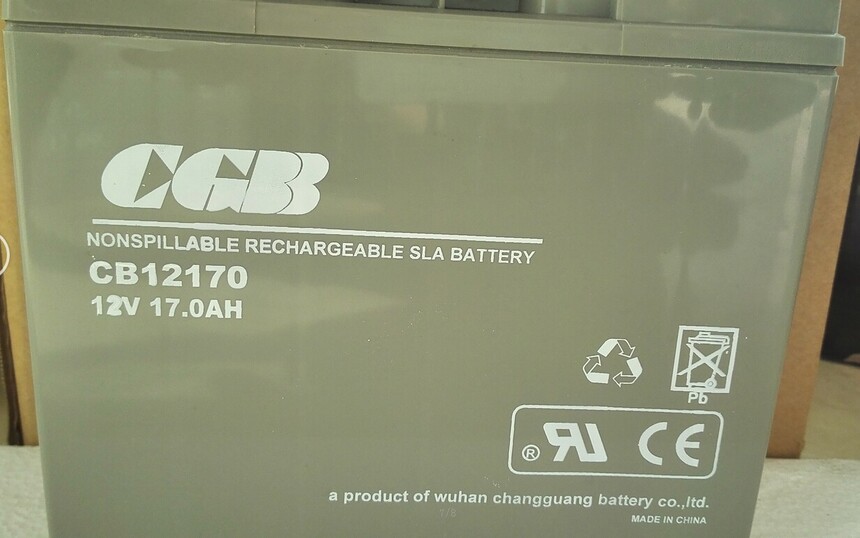 CGB
NONSPILLABLE RECHARGEABLE SLA BATTERY
CB12170
12V 17.0AH
Pb
® RU CE
a product of wuhan changguang battery co.,ltd.
MADE IN CHINA